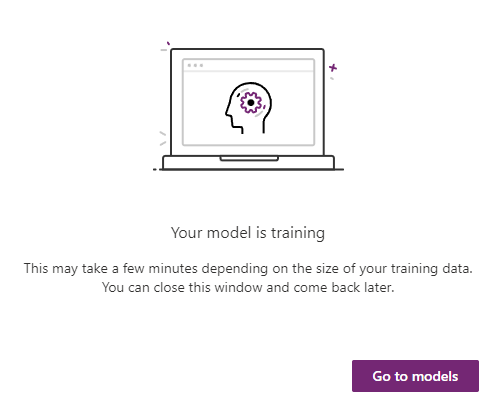 Your model is training
This may take a few minutes depending on the size of your training data.
You can close this window and come back later.
Go to models